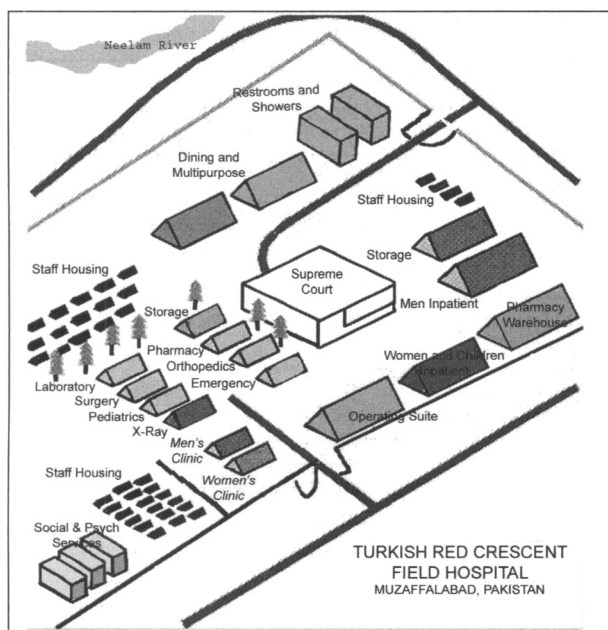 Neelam River
Restrooms and
Showers
Dining and
Multipurpose
Staff Housing
Storage
Staff Housing
Supreme
Court
Men Inpatient
Storage
Pharmacy
Warehouse
Pharmacy
Orthopedics
Women and Children
Inpatient
Laboratory
Emergency
Surgery
Pediatrics
Operating Suite
X-Ray
Men's
Clinic
Women's
Clinic
Staff Housing
Social & Psych
Services
TURKISH RED CRESCENT
FIELD HOSPITAL
MUZAFFALABAD, PAKISTAN